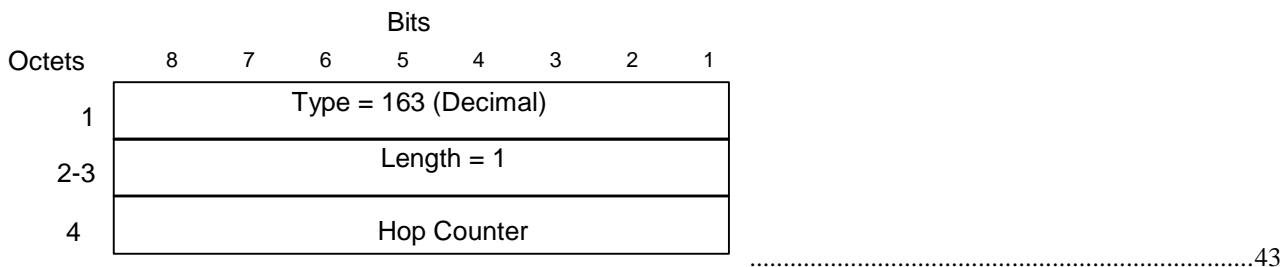 Bits
Octets 8 7 6 5 4 3 2 1
1 Type = 163 (Decimal)
2-3 Length = 1
4 Hop Counter
...........................................................................43